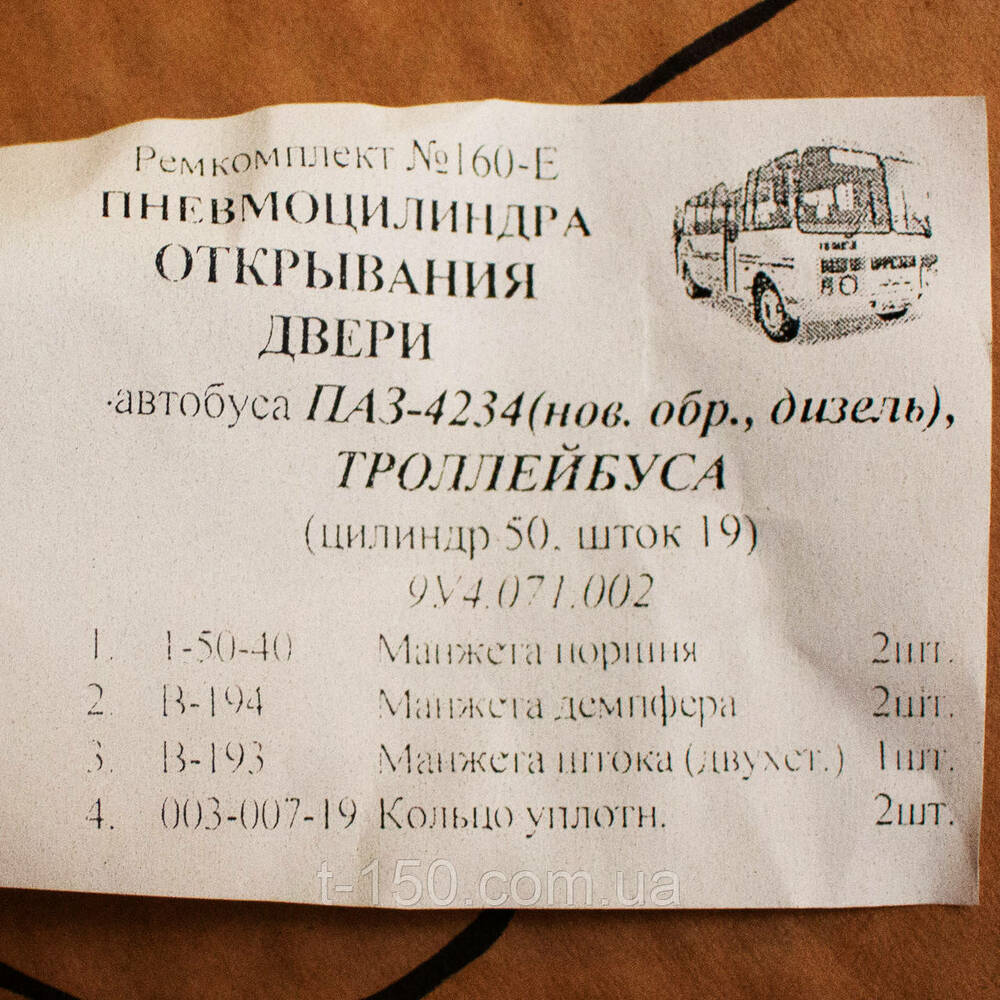 Ремкомплект №160-Е
ПНЕВМОЦИЛИНДРА
ОТКРЫВАНИЯ
ДВЕРИ
автобуса ПАЗ-4234(нов. обр., дизель),
ТРОЛЛЕЙБУСА
(цилиндр 50, шток 19)
9У4.071.002
1. 1-50-40 Манжета поршня 2шт.
2. В-194 Манжета демпфера 2шт.
3. В-193 Манжета штока (двухст.) 1шт.
4. 003-007-19 Кольцо уплотн. 2шт.
t-150.com.ua